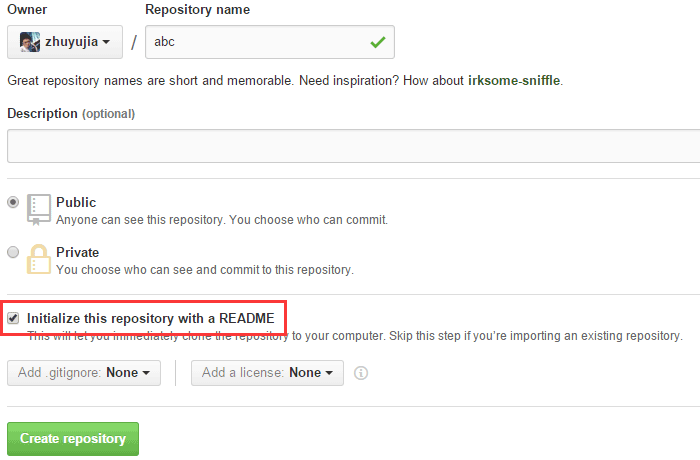 Owner Repository name
zhuyujia / abc
Great repository names are short and memorable. Need inspiration? How about irksome-sniffle.
Description (optional)
Public
Anyone can see this repository. You choose who can commit.
Private
You choose who can see and commit to this repository.
Initialize this repository with a README
This will let you immediately clone the repository to your computer. Skip this step if you're importing an existing repository.
Add .gitignore: None Add a license: None
Create repository